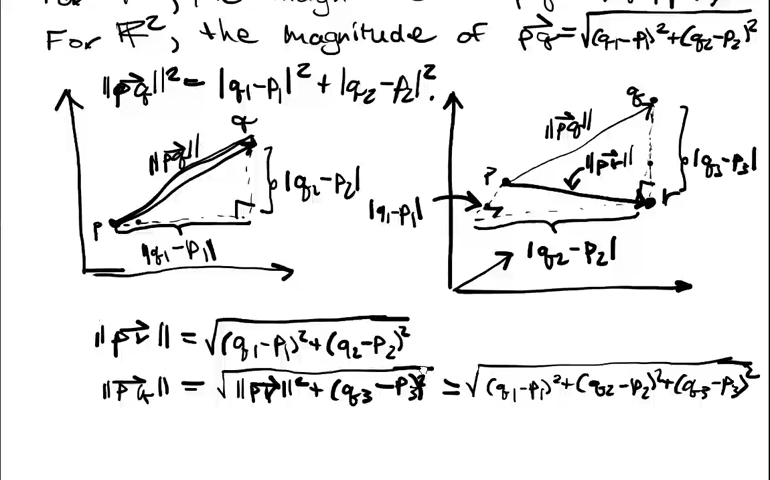 For ℝ², the magnitude of p⃗q⃗ = √(q₁-p₁)²+(q₂-p₂)²
||p⃗q⃗||² = |q₁-p₁|² + |q₂-p₂|².
q
||p⃗q⃗||
|q₂-p₂|
p
|q₁-p₁|
q
||p⃗q⃗||
||p⃗r⃗||
|q₃-p₃|
p
r
|q₁-p₁|
|q₂-p₂|
||p⃗r⃗|| = √(q₁-p₁)²+(q₂-p₂)²
||p⃗q⃗|| = √||p⃗r⃗||²+(q₃-p₃)² = √(q₁-p₁)²+(q₂-p₂)²+(q₃-p₃)²